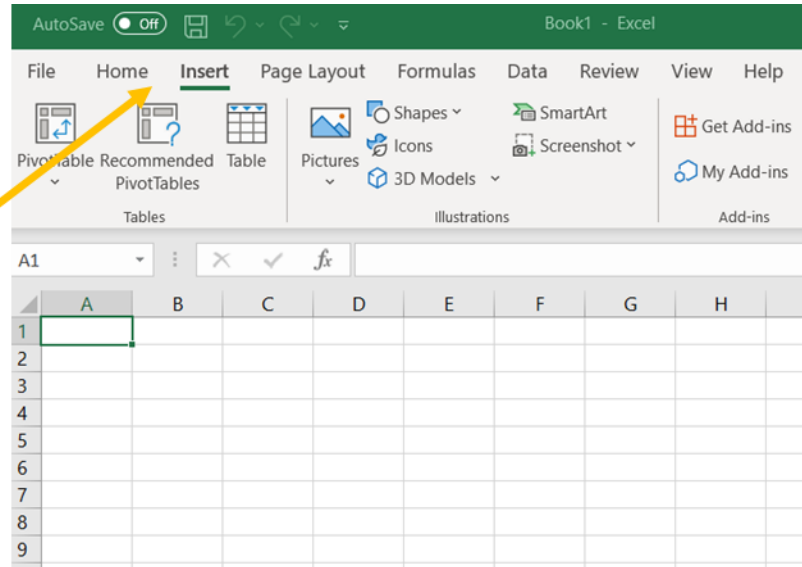 AutoSave Off Book1 - Excel
File Home Insert Page Layout Formulas Data Review View Help
PivotTable Recommended PivotTables Table Pictures Shapes Icons 3D Models SmartArt Screenshot Get Add-ins My Add-ins
Tables Illustrations Add-ins
A1 fx
A B C D E F G H
1
2
3
4
5
6
7
8
9